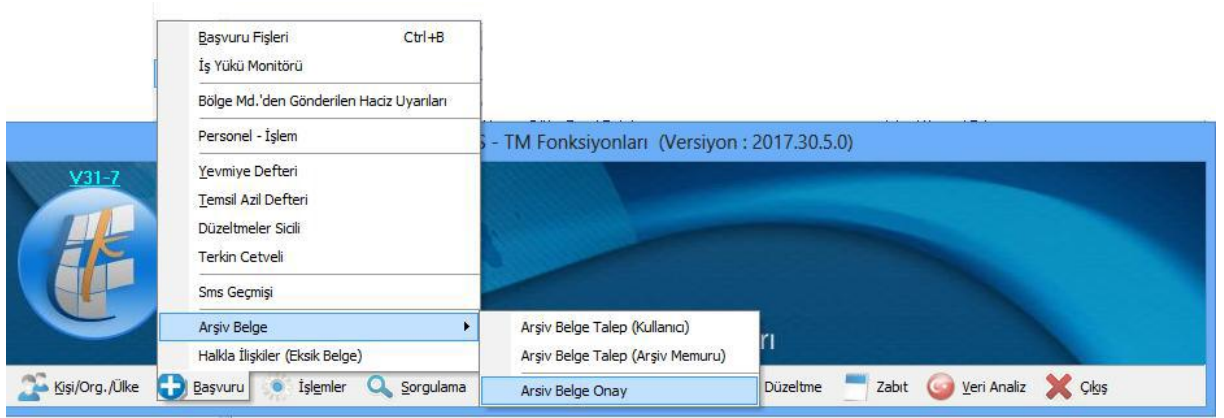 Başvuru Fişleri Ctrl+B
İş Yükü Monitörü
Bölge Md.'den Gönderilen Haciz Uyarıları
Personel - İşlem
- TM Fonksiyonları (Versiyon : 2017.30.5.0)
Yevmiye Defteri
V31-7
Temsil Azil Defteri
Düzeltmeler Sicili
Terkin Cetveli
Sms Geçmişi
Arşiv Belge
Arşiv Belge Talep (Kullanıcı)
Halkla İlişkiler (Eksik Belge)
Arşiv Belge Talep (Arşiv Memuru)
Kişi/Org./Ülke Başvuru İşlemler Sorgulama Arsiv Belge Onay Düzeltme Zabıt Veri Analiz Çıkış